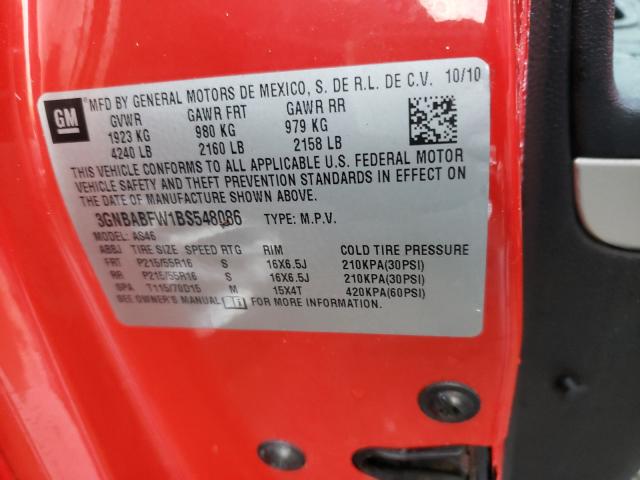 GM
MFD BY GENERAL MOTORS DE MEXICO, S. DE R.L. DE C.V. 10/10
GVWR GAWR FRT GAWR RR
1923 KG 980 KG 979 KG
4240 LB 2160 LB 2158 LB
THIS VEHICLE CONFORMS TO ALL APPLICABLE U.S. FEDERAL MOTOR
VEHICLE SAFETY AND THEFT PREVENTION STANDARDS IN EFFECT ON
THE DATE OF MANUFACTURE SHOWN ABOVE.
3GNBABFW1BS548086 TYPE: M.P.V.
MODEL: AS46
ABBJ TIRE SIZE SPEED RTG RIM COLD TIRE PRESSURE
FRT P215/55R16 S 16X6.5J 210KPA(30PSI)
RR P215/55R16 S 16X6.5J 210KPA(30PSI)
SPA T115/70D15 M 15X4T 420KPA(60PSI)
SEE OWNER'S MANUAL FOR MORE INFORMATION.